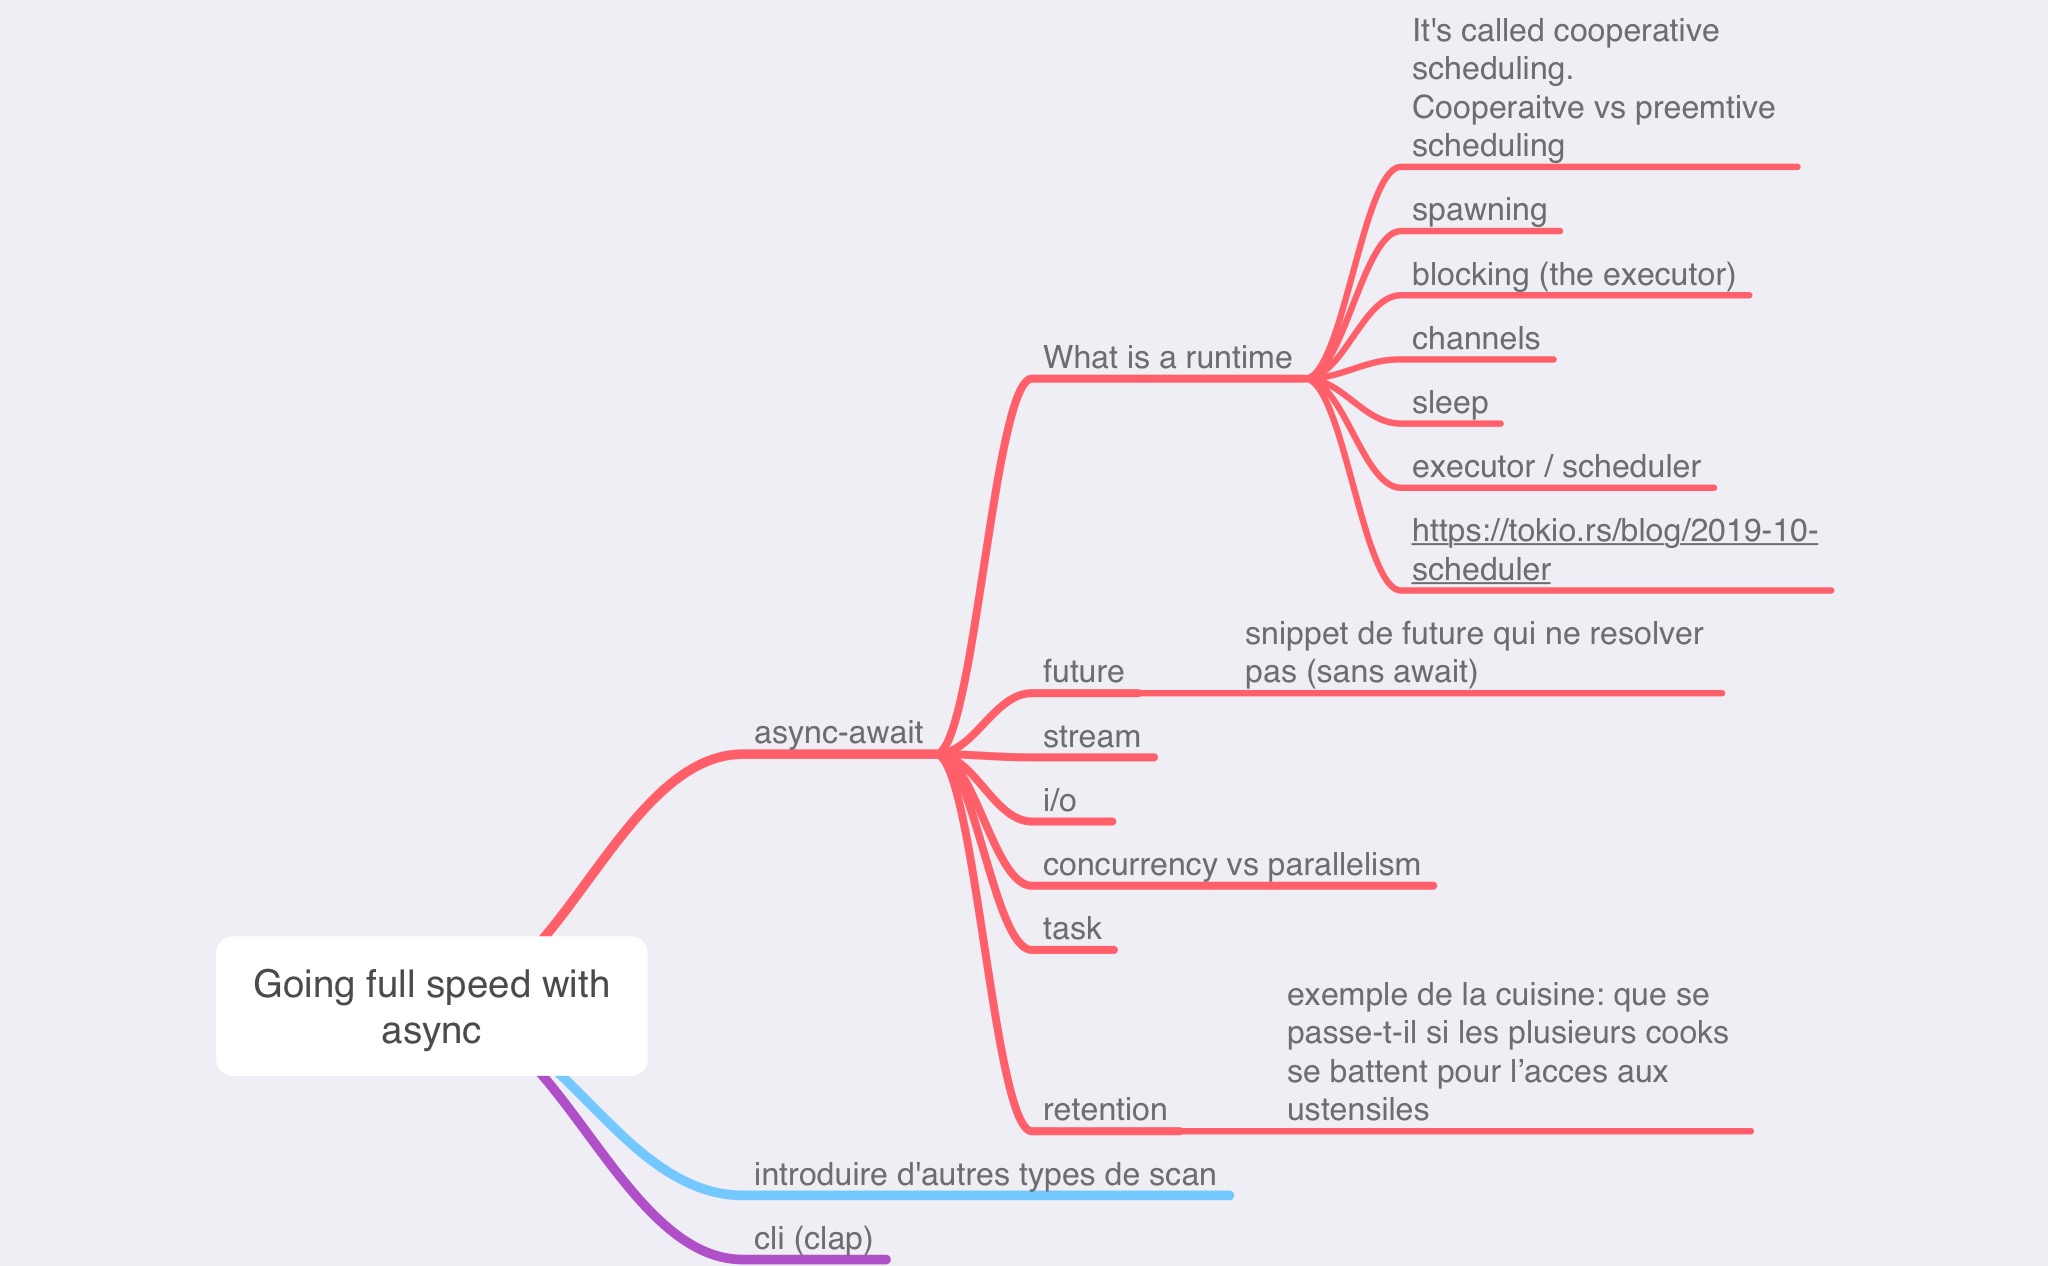 It's called cooperative
scheduling.
Cooperaitve vs preemtive
scheduling
spawning
blocking (the executor)
channels
What is a runtime
sleep
executor / scheduler
https://tokio.rs/blog/2019-10-
scheduler
snippet de future qui ne resolver
pas (sans await)
future
async-await
stream
i/o
concurrency vs parallelism
task
Going full speed with
async
exemple de la cuisine: que se
passe-t-il si les plusieurs cooks
se battent pour l’acces aux
ustensiles
retention
introduire d'autres types de scan
cli (clap)